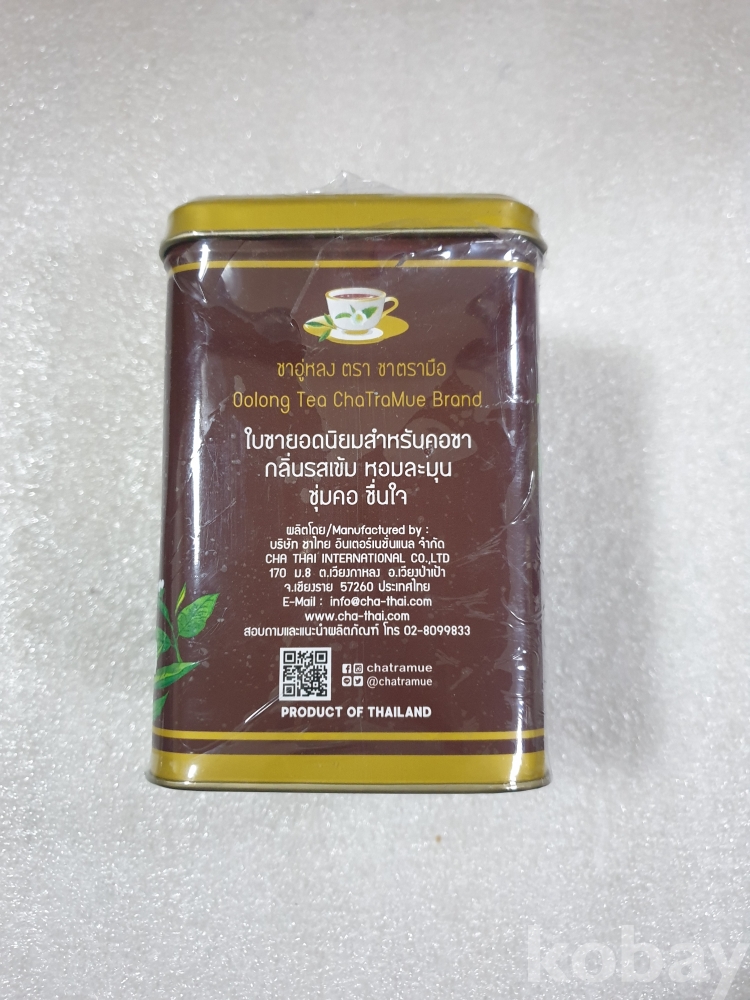 ชาอู่หลง ตรา ชาตรามือ
Oolong Tea ChaTraMue Brand
ใบชายอดนิยมสำหรับคอชา
กลิ่นรสเข้ม หอมละมุน
ชุ่มคอ ชื่นใจ
ผลิตโดย/Manufactured by :
บริษัท ชาไทย อินเตอร์เนชั่นแนล จำกัด
CHA THAI INTERNATIONAL CO.,LTD
170 ม.8 ต.เวียงกาหลง อ.เวียงป่าเป้า
จ.เชียงราย 57260 ประเทศไทย
E-Mail : info@cha-thai.com
www.cha-thai.com
สอบถามและแนะนำผลิตภัณฑ์ โทร 02-8099833
chatramue
@chatramue
PRODUCT OF THAILAND
kobay